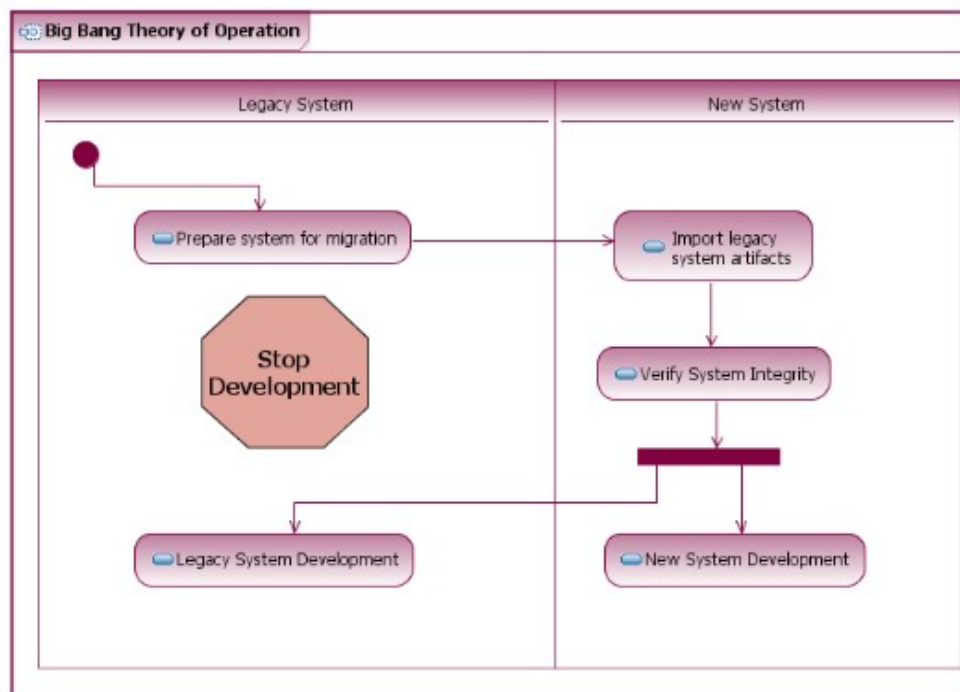 Big Bang Theory of Operation
Legacy System
New System
Prepare system for migration
Import legacy
system artifacts
Stop
Development
Verify System Integrity
Legacy System Development
New System Development